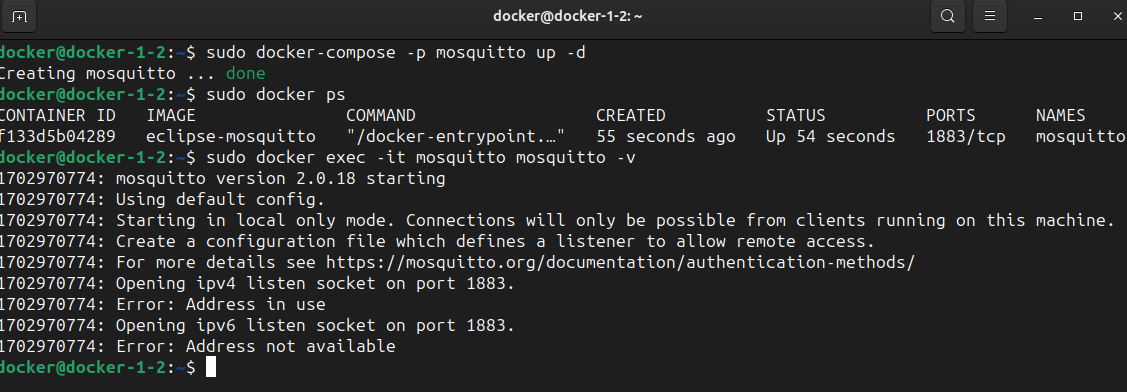 docker@docker-1-2: ~
docker@docker-1-2:~$ sudo docker-compose -p mosquitto up -d
Creating mosquitto ... done
docker@docker-1-2:~$ sudo docker ps
CONTAINER ID   IMAGE               COMMAND                  CREATED          STATUS          PORTS      NAMES
f133d5b04289   eclipse-mosquitto   "/docker-entrypoint.…"   55 seconds ago   Up 54 seconds   1883/tcp   mosquitto
docker@docker-1-2:~$ sudo docker exec -it mosquitto mosquitto -v
1702970774: mosquitto version 2.0.18 starting
1702970774: Using default config.
1702970774: Starting in local only mode. Connections will only be possible from clients running on this machine.
1702970774: Create a configuration file which defines a listener to allow remote access.
1702970774: For more details see https://mosquitto.org/documentation/authentication-methods/
1702970774: Opening ipv4 listen socket on port 1883.
1702970774: Error: Address in use
1702970774: Opening ipv6 listen socket on port 1883.
1702970774: Error: Address not available
docker@docker-1-2:~$